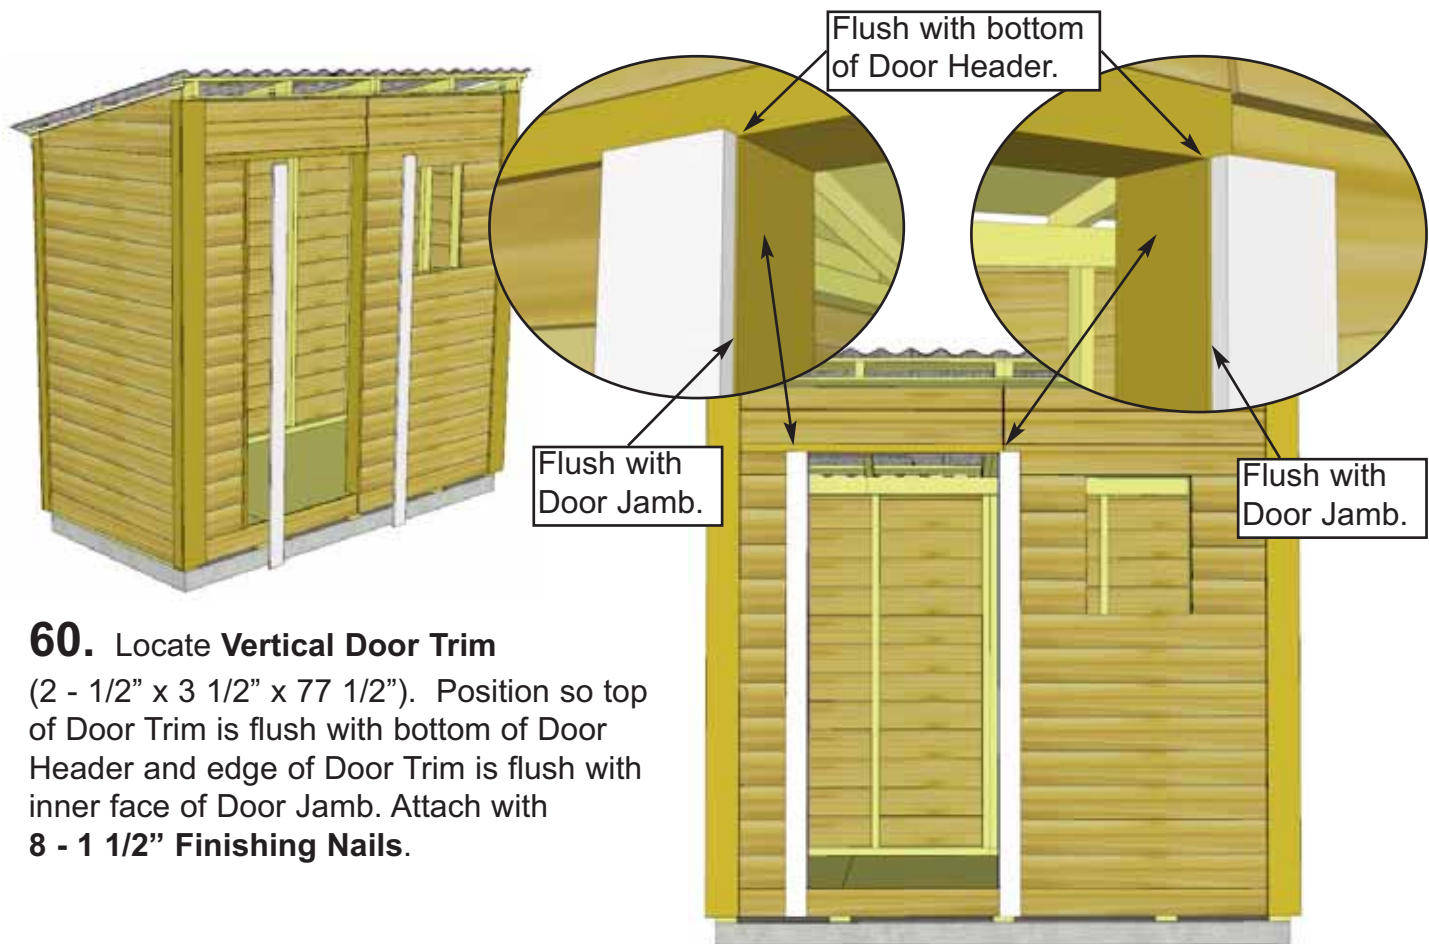 Flush with bottom
of Door Header.
Flush with
Door Jamb.
Flush with
Door Jamb.
60. Locate Vertical Door Trim
(2 - 1/2” x 3 1/2” x 77 1/2”). Position so top
of Door Trim is flush with bottom of Door
Header and edge of Door Trim is flush with
inner face of Door Jamb. Attach with
8 - 1 1/2” Finishing Nails.